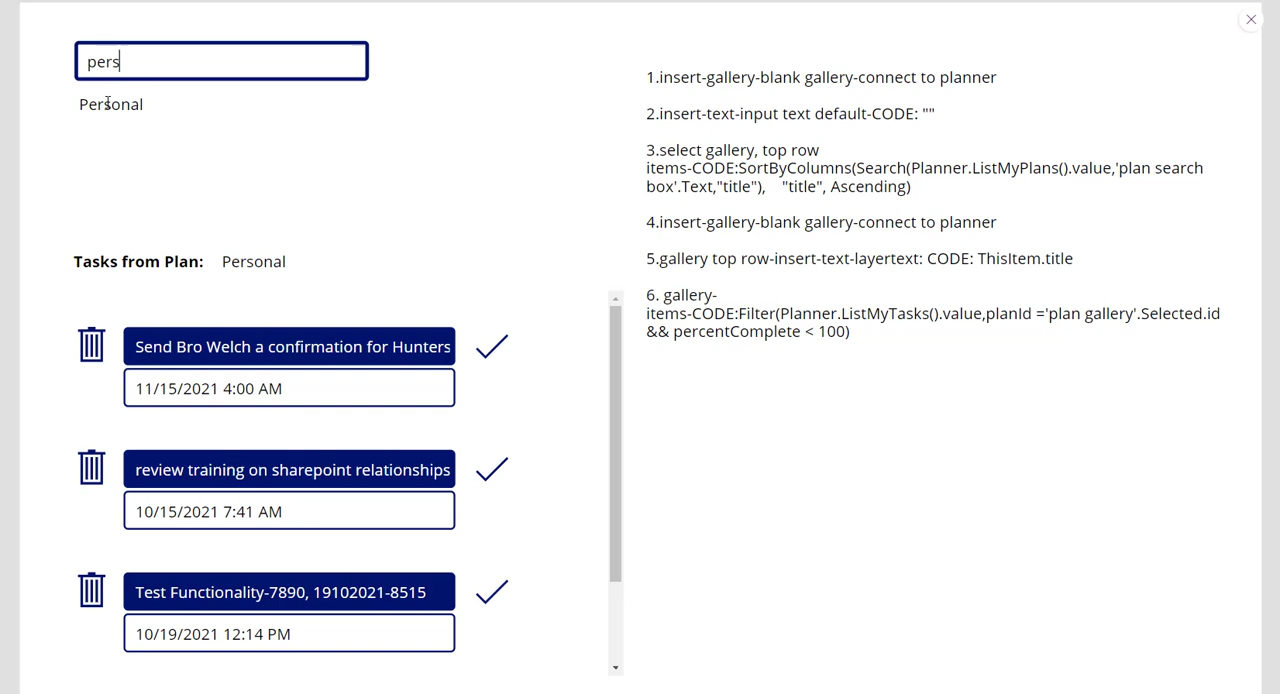 pers
Personal
Tasks from Plan: Personal
Send Bro Welch a confirmation for Hunters
11/15/2021 4:00 AM
review training on sharepoint relationships
10/15/2021 7:41 AM
Test Functionality-7890, 19102021-8515
10/19/2021 12:14 PM
1.insert-gallery-blank gallery-connect to planner
2.insert-text-input text default-CODE: ""
3.select gallery, top row
items-CODE:SortByColumns(Search(Planner.ListMyPlans().value,'plan search
box'.Text,"title"),    "title", Ascending)
4.insert-gallery-blank gallery-connect to planner
5.gallery top row-insert-text-layertext: CODE: ThisItem.title
6. gallery-
items-CODE:Filter(Planner.ListMyTasks().value,planId ='plan gallery'.Selected.id
&& percentComplete < 100)